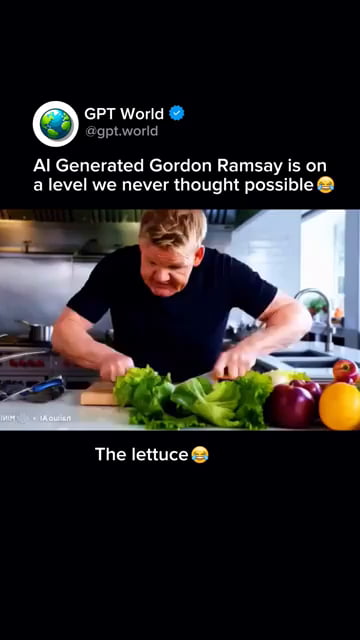 GPT World
@gpt.world
AI Generated Gordon Ramsay is on
a level we never thought possible😂
The lettuce😂